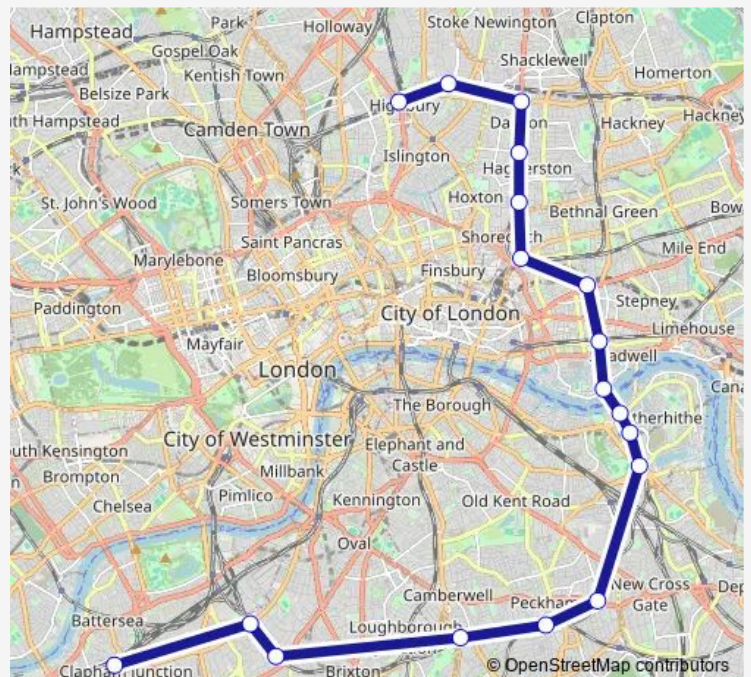 Hampstead
Park
Holloway
Stoke Newington
Clapton
Gospel Oak
Shacklewell
Kentish Town
Homerton
Belsize Park
Hackney
Camden Town
Islington
St. John's Wood
Somers Town
Hoxton
Bethnal Green
Saint Pancras
Mile End
Marylebone
Bloomsbury
Finsbury
Paddington
Stepney
City of London
Limehouse
Mayfair
London
The Borough
City of Westminster
Elephant and
Castle
Brompton
Millbank
Pimlico
Kennington
Old Kent Road
Chelsea
Oval
Camberwell
New Cross
Gate
Battersea
Loughborough
Brixton
© OpenStreetMap contributors